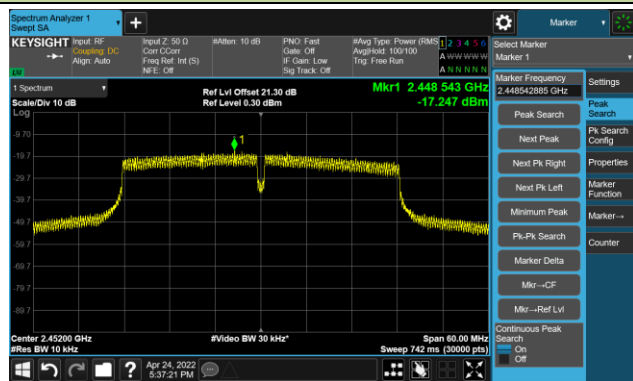 Spectrum Analyzer 1
Swept SA
Marker
KEYSIGHT
Input: RF
Coupling: DC
Align: Auto
Input Z: 50 Ω
Corr CCorr
Freq Ref: Int (S)
NFE: Off
#Atten: 10 dB
PNO: Fast
Gate: Off
IF Gain: Low
Sig Track: Off
#Avg Type: Power (RMS
Avg|Hold: 100/100
Trig: Free Run
1 2 3 4 5 6
A W W W W W
A N N N N N
Select Marker
Marker 1
1 Spectrum
Scale/Div 10 dB
Log
Ref Lvl Offset 21.30 dB
Ref Level 0.30 dBm
Mkr1 2.448 543 GHz
-17.247 dBm
-9.70
-19.7
-29.7
-39.7
-49.7
-59.7
-69.7
-79.7
-89.7
1
Center 2.45200 GHz
#Res BW 10 kHz
#Video BW 30 kHz*
Span 60.00 MHz
Sweep 742 ms (30000 pts)
Marker Frequency
2.448542885 GHz
Peak Search
Next Peak
Next Pk Right
Next Pk Left
Minimum Peak
Pk-Pk Search
Marker Delta
Mkr→CF
Mkr→Ref Lvl
Continuous Peak
Search
On
Off
Settings
Peak
Search
Pk Search
Config
Properties
Marker
Function
Marker→
Counter
?
Apr 24, 2022
5:37:21 PM